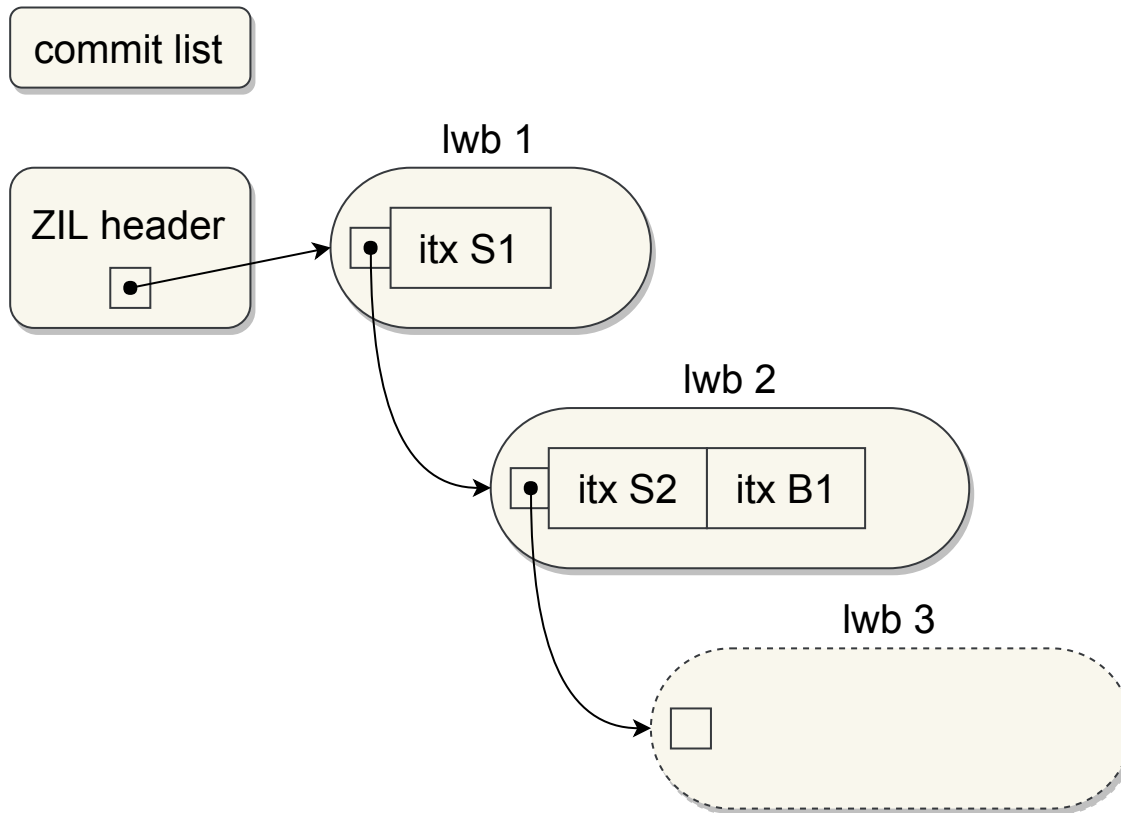 commit list
lwb 1
ZIL header
itx S1
lwb 2
itx S2
itx B1
lwb 3